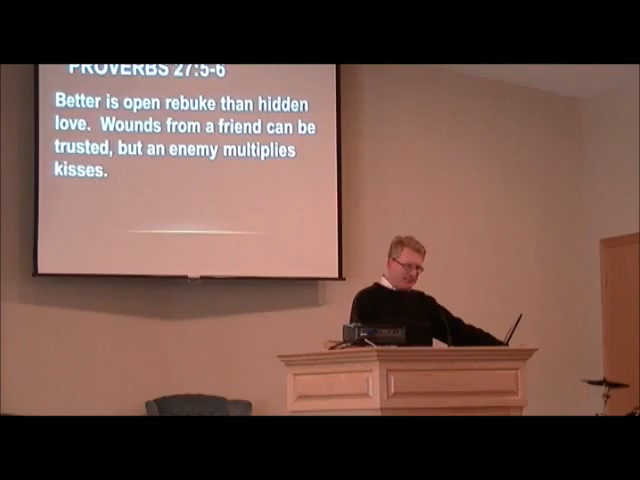 PROVERBS 27:5-6
Better is open rebuke than hidden
love. Wounds from a friend can be
trusted, but an enemy multiplies
kisses.